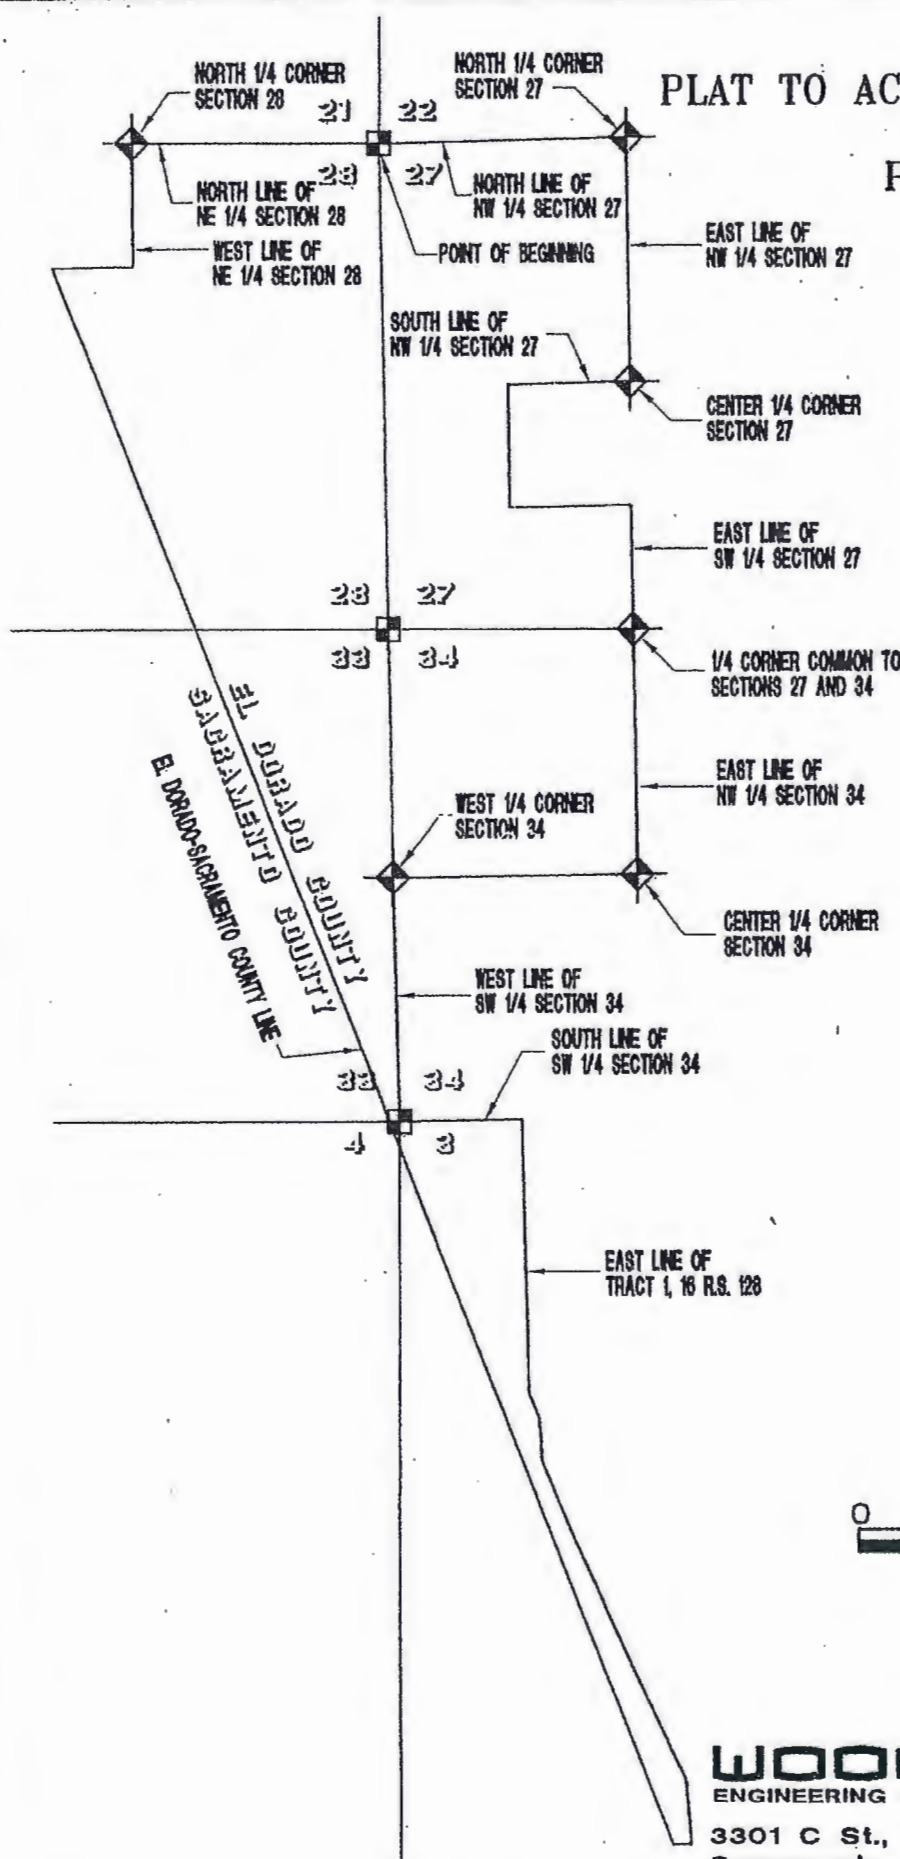 NORTH 1/4 CORNER
SECTION 28
NORTH 1/4 CORNER
SECTION 27
PLAT TO AC
21
22
28
27
NORTH LINE OF
NE 1/4 SECTION 28
NORTH LINE OF
NW 1/4 SECTION 27
F
WEST LINE OF
NE 1/4 SECTION 28
POINT OF BEGINNING
EAST LINE OF
NW 1/4 SECTION 27
SOUTH LINE OF
NW 1/4 SECTION 27
CENTER 1/4 CORNER
SECTION 27
EAST LINE OF
SW 1/4 SECTION 27
28
27
33
34
1/4 CORNER COMMON TO
SECTIONS 27 AND 34
EL DORADO COUNTY
SACRAMENTO COUNTY
EL DORADO-SACRAMENTO COUNTY LINE
EAST LINE OF
NW 1/4 SECTION 34
WEST 1/4 CORNER
SECTION 34
CENTER 1/4 CORNER
SECTION 34
WEST LINE OF
SW 1/4 SECTION 34
SOUTH LINE OF
SW 1/4 SECTION 34
33
34
4
3
EAST LINE OF
TRACT 1, 16 R.S. 128
0
WOO
ENGINEERING
3301 C St.,